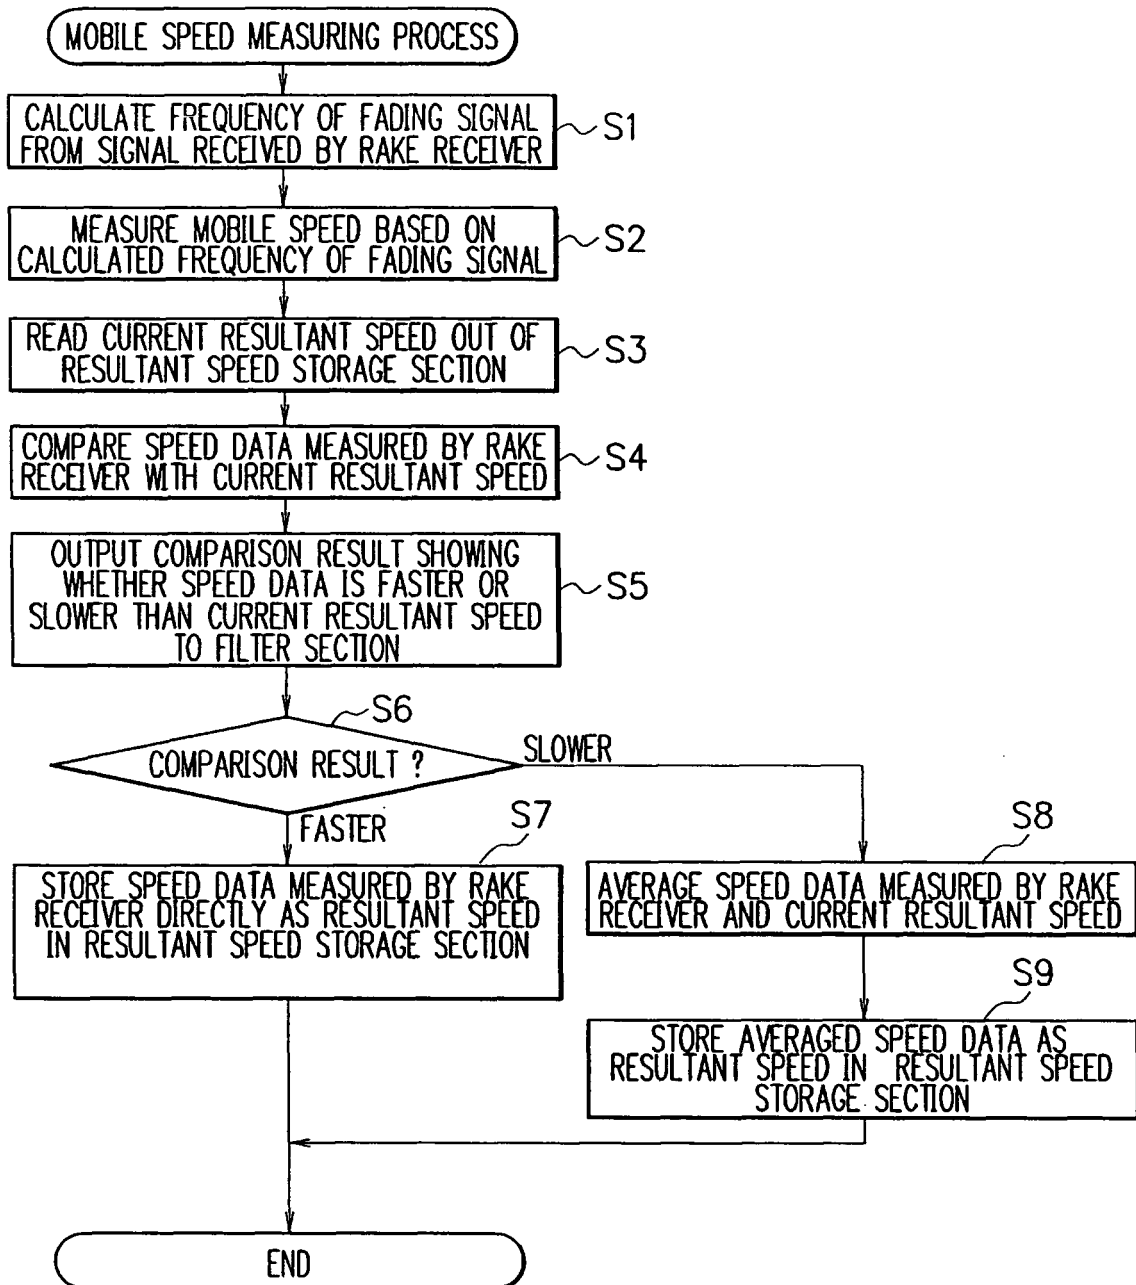 MOBILE SPEED MEASURING PROCESS
CALCULATE FREQUENCY OF FADING SIGNAL
FROM SIGNAL RECEIVED BY RAKE RECEIVER
S1
MEASURE MOBILE SPEED BASED ON
CALCULATED FREQUENCY OF FADING SIGNAL
S2
READ CURRENT RESULTANT SPEED OUT OF
RESULTANT SPEED STORAGE SECTION
S3
COMPARE SPEED DATA MEASURED BY RAKE
RECEIVER WITH CURRENT RESULTANT SPEED
S4
OUTPUT COMPARISON RESULT SHOWING
WHETHER SPEED DATA IS FASTER OR
SLOWER THAN CURRENT RESULTANT SPEED
TO FILTER SECTION
S5
S6
COMPARISON RESULT ?
SLOWER
FASTER
S7
STORE SPEED DATA MEASURED BY RAKE
RECEIVER DIRECTLY AS RESULTANT SPEED
IN RESULTANT SPEED STORAGE SECTION
S8
AVERAGE SPEED DATA MEASURED BY RAKE
RECEIVER AND CURRENT RESULTANT SPEED
S9
STORE AVERAGED SPEED DATA AS
RESULTANT SPEED IN RESULTANT SPEED
STORAGE SECTION
END